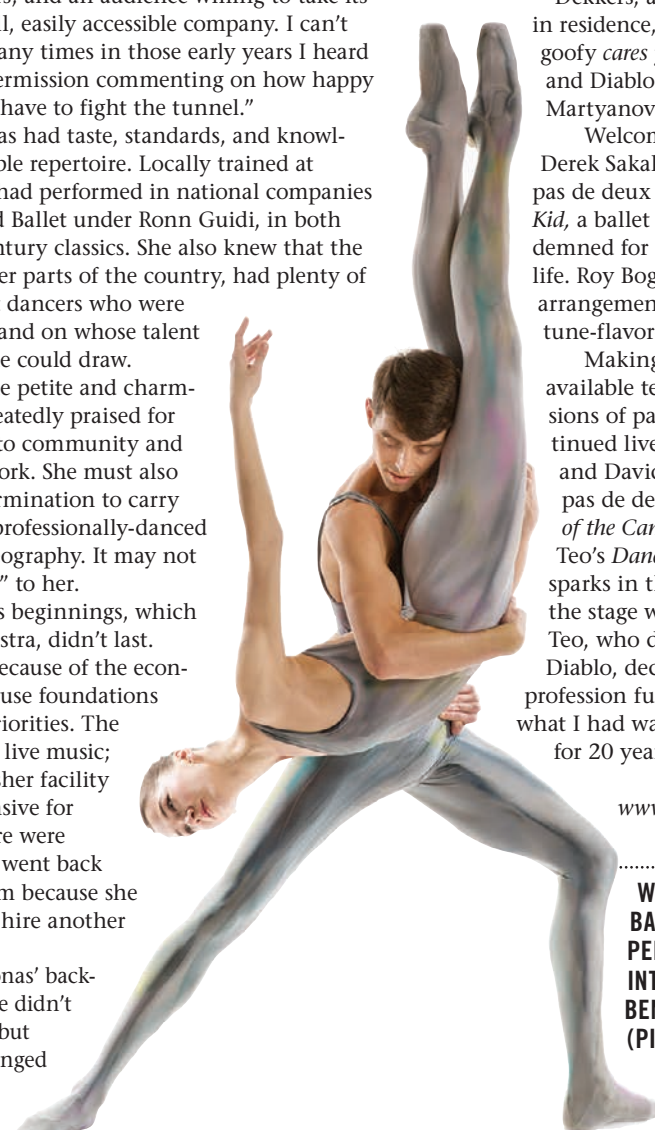 rs, and an audience willing to take its
l, easily accessible company. I can’t
any times in those early years I heard
ermission commenting on how happy
have to fight the tunnel.”
as had taste, standards, and knowl-
ble repertoire. Locally trained at
had performed in national companies
d Ballet under Ronn Guidi, in both
ntury classics. She also knew that the
er parts of the country, had plenty of
dancers who were
and on whose talent
e could draw.
e petite and charm-
eatedly praised for
to community and
ork. She must also
rmination to carry
professionally-danced
ography. It may not
” to her.
s beginnings, which
stra, didn’t last.
ecause of the econ-
use foundations
riorities. The
live music;
sher facility
nsive for
re were
went back
m because she
hire another
onas’ back-
e didn’t
but
nged
Dekkers, a
in residence,
goofy cares
and Diablo
Martyanov
Welcom
Derek Sakal
pas de deux
Kid, a ballet
demned for
life. Roy Bog
arrangemen
tune-flavor
Making
available te
sions of pa
tinued live
and David
pas de de
of the Car
Teo’s Danc
sparks in th
the stage w
Teo, who d
Diablo, dec
profession fu
what I had wa
for 20 yea
www
W
BA
PE
INT
BE
(PI